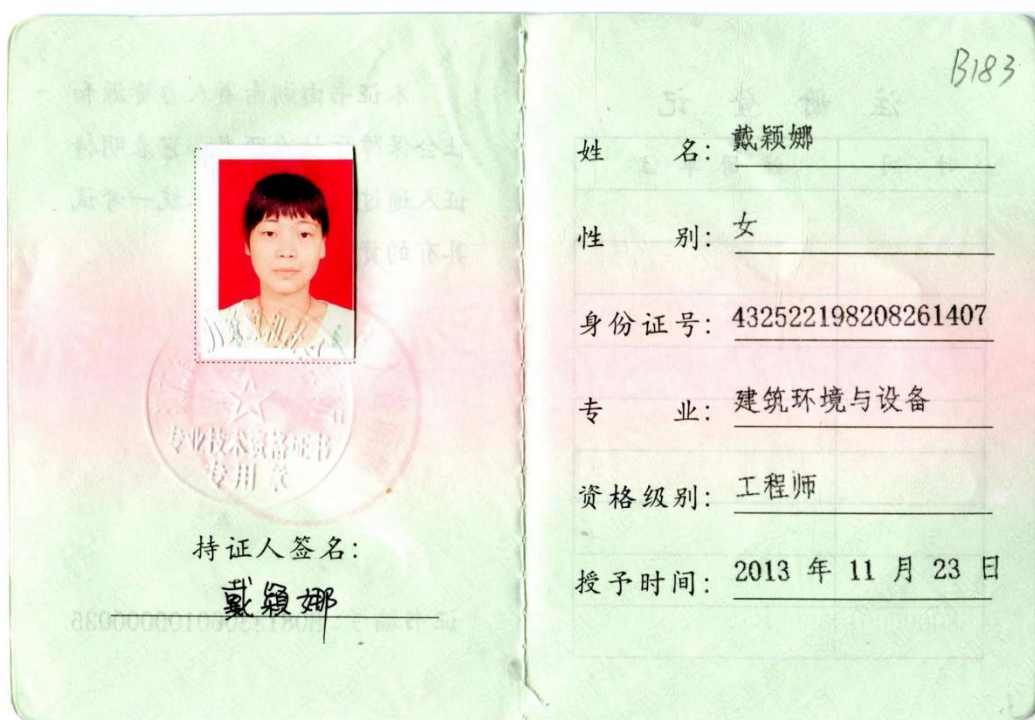 专业技术资格证书
专用章
持证人签名：
戴颖娜
B183
姓 名：戴颖娜
性 别：女
身份证号：432522198208261407
专 业：建筑环境与设备
资格级别：工程师
授予时间：2013 年 11 月 23 日